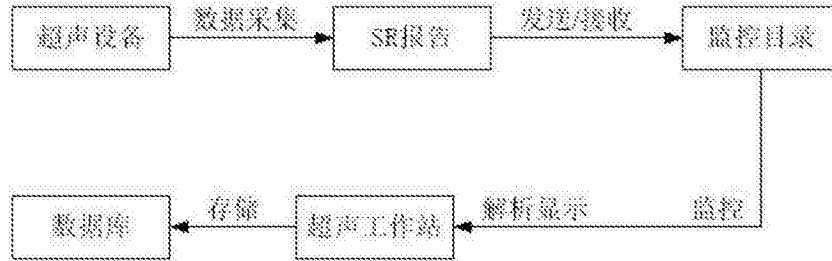 超声设备 数据采集 SR报告 发送/接收 监控目录
数据库 存储 超声工作站 解析显示 监控